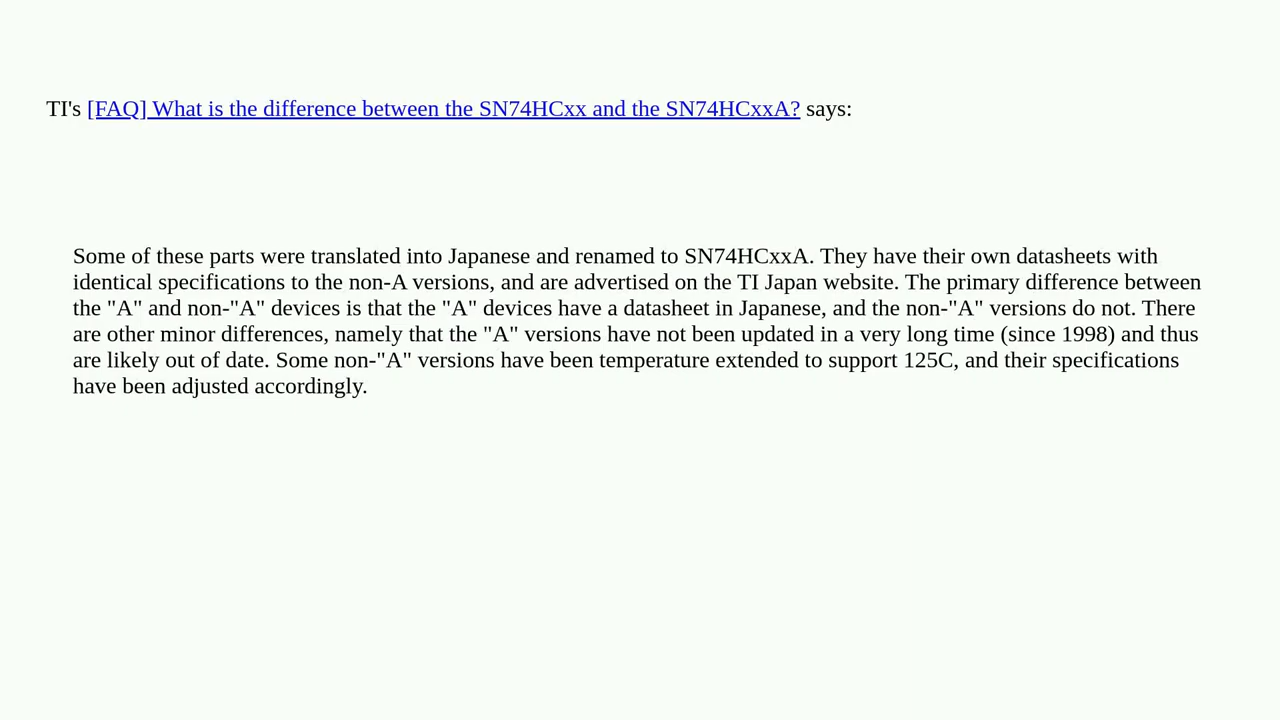 TI's [FAQ] What is the difference between the SN74HCxx and the SN74HCxxA? says:
Some of these parts were translated into Japanese and renamed to SN74HCxxA. They have their own datasheets with
identical specifications to the non-A versions, and are advertised on the TI Japan website. The primary difference between
the "A" and non-"A" devices is that the "A" devices have a datasheet in Japanese, and the non-"A" versions do not. There
are other minor differences, namely that the "A" versions have not been updated in a very long time (since 1998) and thus
are likely out of date. Some non-"A" versions have been temperature extended to support 125C, and their specifications
have been adjusted accordingly.